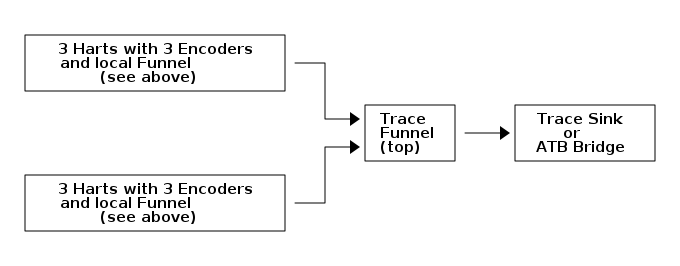 3 Harts with 3 Encoders
and local Funnel
(see above)
Trace
Funnel
(top)
Trace Sink
or
ATB Bridge
3 Harts with 3 Encoders
and local Funnel
(see above)